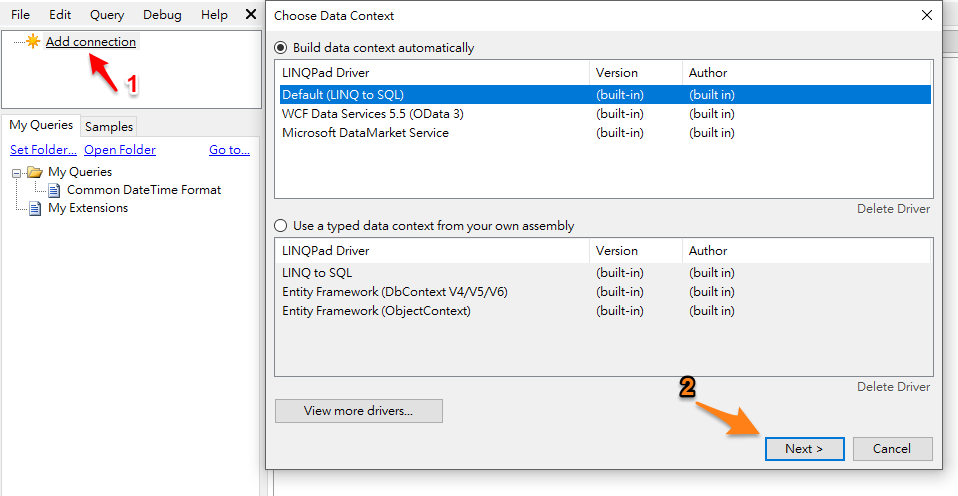 File Edit Query Debug Help
Add connection
1
My Queries Samples
Set Folder... Open Folder Go to...
My Queries
Common DateTime Format
My Extensions
Choose Data Context
Build data context automatically
LINQPad Driver Version Author
Default (LINQ to SQL) (built-in) (built in)
WCF Data Services 5.5 (OData 3) (built-in) (built in)
Microsoft DataMarket Service (built-in) (built in)
Delete Driver
Use a typed data context from your own assembly
LINQPad Driver Version Author
LINQ to SQL (built-in) (built in)
Entity Framework (DbContext V4/V5/V6) (built-in) (built in)
Entity Framework (ObjectContext) (built-in) (built in)
Delete Driver
View more drivers...
2
Next > Cancel